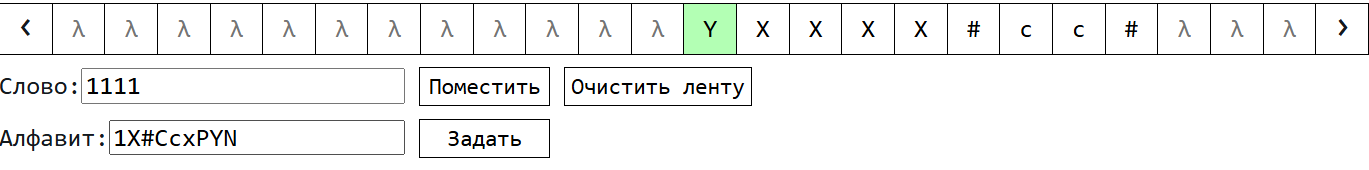 < λ λ λ λ λ λ λ λ λ λ λ λ Y X X X X # c c # λ λ λ >
Слово: 1111 Поместить Очистить ленту
Алфавит: 1X#CcxPYN Задать